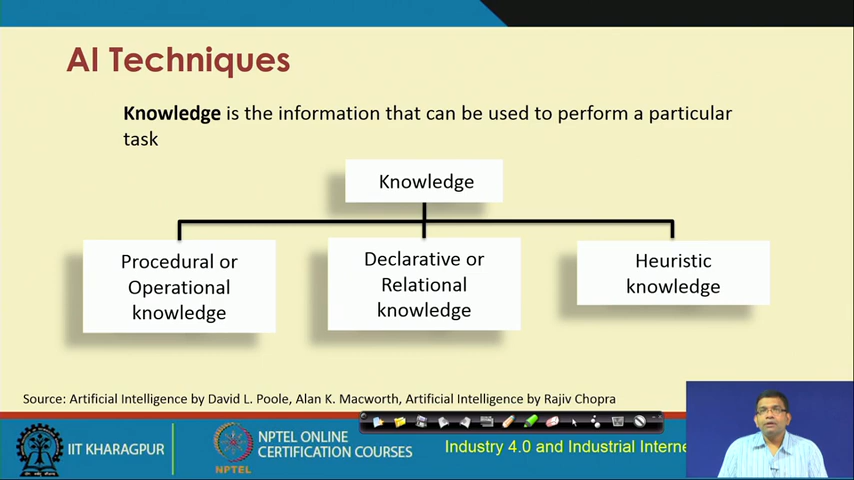 AI Techniques
Knowledge is the information that can be used to perform a particular
task
Knowledge
Procedural or
Operational
knowledge
Declarative or
Relational
knowledge
Heuristic
knowledge
Source: Artificial Intelligence by David L. Poole, Alan K. Macworth, Artificial Intelligence by Rajiv Chopra
IIT KHARAGPUR
NPTEL
NPTEL ONLINE
CERTIFICATION COURSES
Industry 4.0 and Industrial Interne